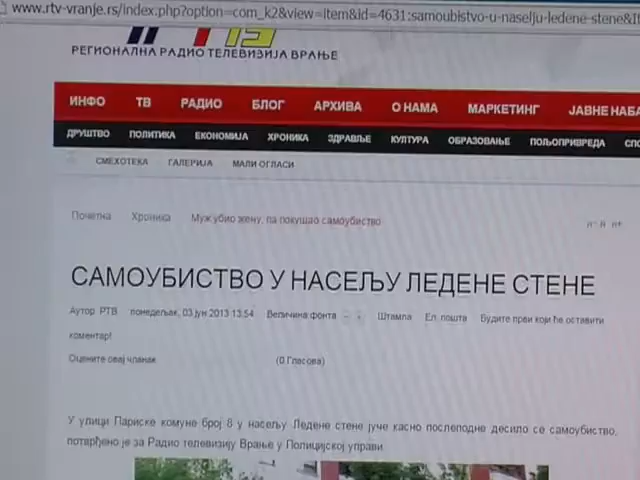 www.rtv-vranje.rs/index.php?option=com_k2&view=item&id=4631:samoubistvo-u-naselju-ledene-stene&It
РЕГИОНАЛНА РАДИО ТЕЛЕВИЗИЈА ВРАЊЕ
ИНФО ТВ РАДИО БЛОГ АРХИВА О НАМА МАРКЕТИНГ ЈАВНЕ НАБА
ДРУШТВО ПОЛИТИКА ЕКОНОМИЈА ХРОНИКА ЗДРАВЉЕ КУЛТУРА ОБРАЗОВАЊЕ ПОЉОПРИВРЕДА СПО
СМЕХОТЕКА ГАЛЕРИЈА МАЛИ ОГЛАСИ
Почетна Хроника Муж убио жену, па покушао самоубиство
САМОУБИСТВО У НАСЕЉУ ЛЕДЕНЕ СТЕНЕ
Аутор РТВ понедељак, 03 јун 2013 13:54 Величина фонта - + Штампа Ел. пошта Будите први који ће оставити
коментар!
Оцените овај чланак (0 Гласова)
У улици Париске комуне број 8 у насељу Ледене стене јуче касно послеподне десило се самоубиство,
потврђено је за Радио телевизију Врање у Полицијској управи